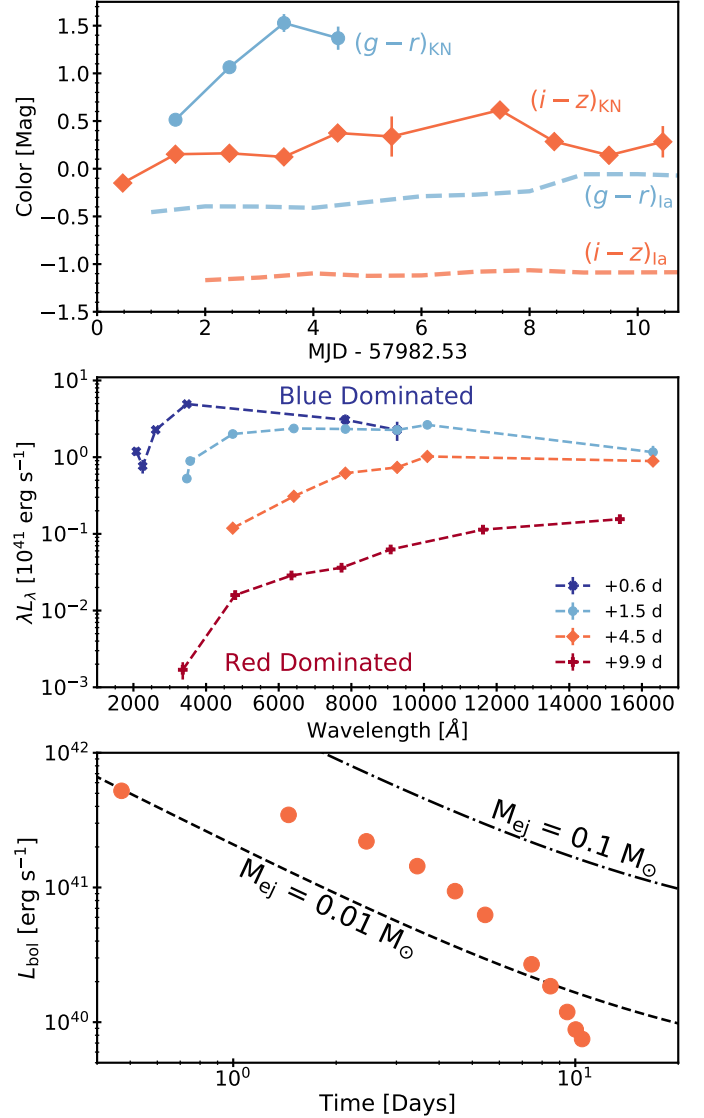 1.5
1.0
0.5
0.0
−0.5
−1.0
−1.5
Color [Mag]
(g − r)KN
(i − z)KN
(g − r)Ia
(i − z)Ia
0 2 4 6 8 10
MJD - 57982.53
10¹
10⁰
10⁻¹
10⁻²
10⁻³
λLλ [10⁴¹ erg s⁻¹]
Blue Dominated
+0.6 d
+1.5 d
+4.5 d
+9.9 d
Red Dominated
2000 4000 6000 8000 10000 12000 14000 16000
Wavelength [Å]
10⁴²
10⁴¹
10⁴⁰
Lbol [erg s⁻¹]
Mej = 0.1 M⊙
Mej = 0.01 M⊙
10⁰ 10¹
Time [Days]